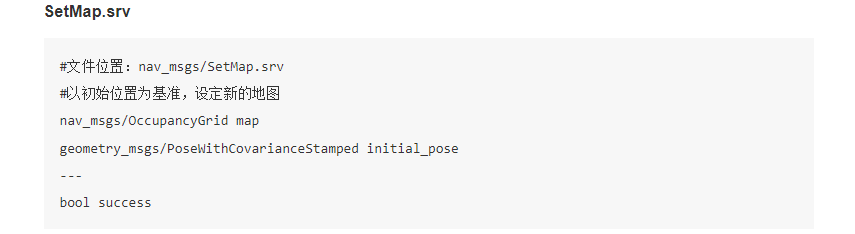 SetMap.srv
#文件位置：nav_msgs/SetMap.srv
#以初始位置为基准，设定新的地图
nav_msgs/OccupancyGrid map
geometry_msgs/PoseWithCovarianceStamped initial_pose
---
bool success